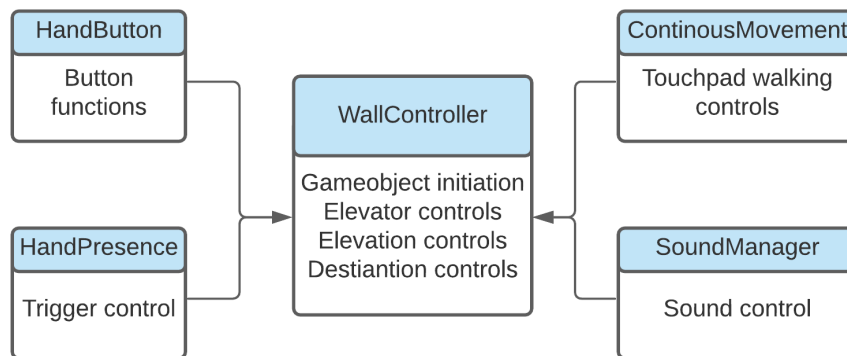 HandButton
Button
functions
HandPresence
Trigger control
WallController
Gameobject initiation
Elevator controls
Elevation controls
Destiantion controls
ContinousMovement
Touchpad walking
controls
SoundManager
Sound control